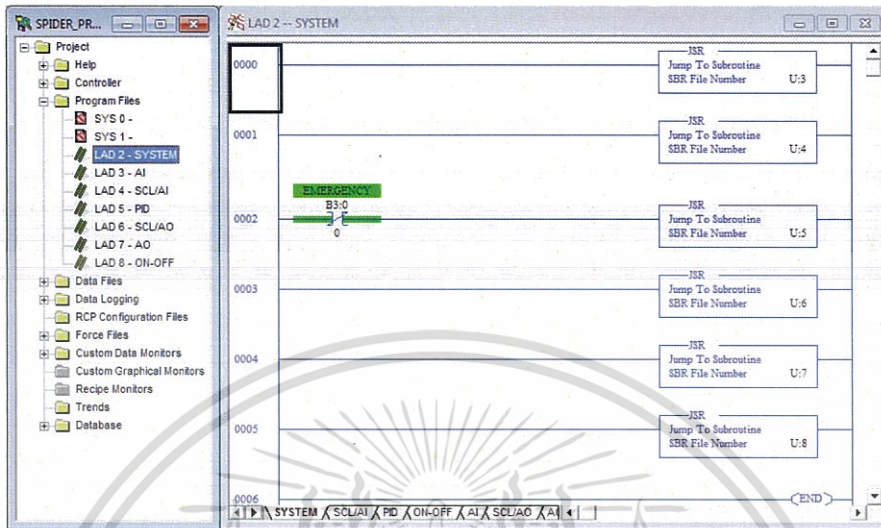 SPIDER_PR...
Project
Help
Controller
Program Files
SYS 0 -
SYS 1 -
LAD 2 - SYSTEM
LAD 3 - AI
LAD 4 - SCL/AI
LAD 5 - PID
LAD 6 - SCL/AO
LAD 7 - AO
LAD 8 - ON-OFF
Data Files
Data Logging
RCP Configuration Files
Force Files
Custom Data Monitors
Custom Graphical Monitors
Recipe Monitors
Trends
Database
LAD 2 -- SYSTEM
0000
JSR
Jump To Subroutine
SBR File Number U:3
0001
JSR
Jump To Subroutine
SBR File Number U:4
EMERGENCY
B3:0
0002
0
JSR
Jump To Subroutine
SBR File Number U:5
0003
JSR
Jump To Subroutine
SBR File Number U:6
0004
JSR
Jump To Subroutine
SBR File Number U:7
0005
JSR
Jump To Subroutine
SBR File Number U:8
0006
END
SYSTEM SCL/AI PID ON-OFF AI SCL/AO